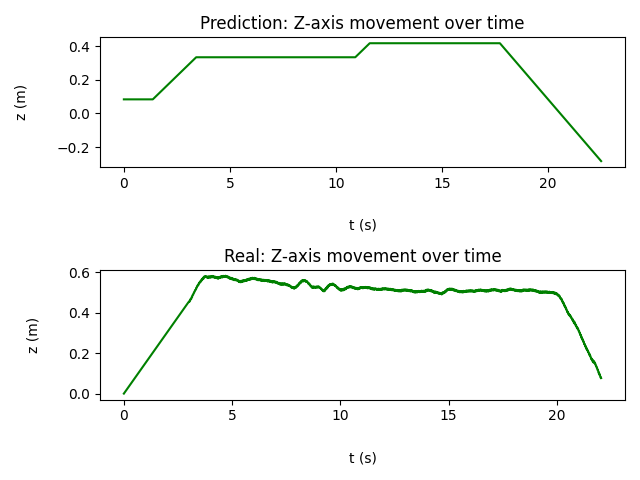 Prediction: Z-axis movement over time
0.4
0.2
0.0
−0.2
z (m)
0 5 10 15 20
t (s)
Real: Z-axis movement over time
0.6
0.4
0.2
0.0
z (m)
0 5 10 15 20
t (s)